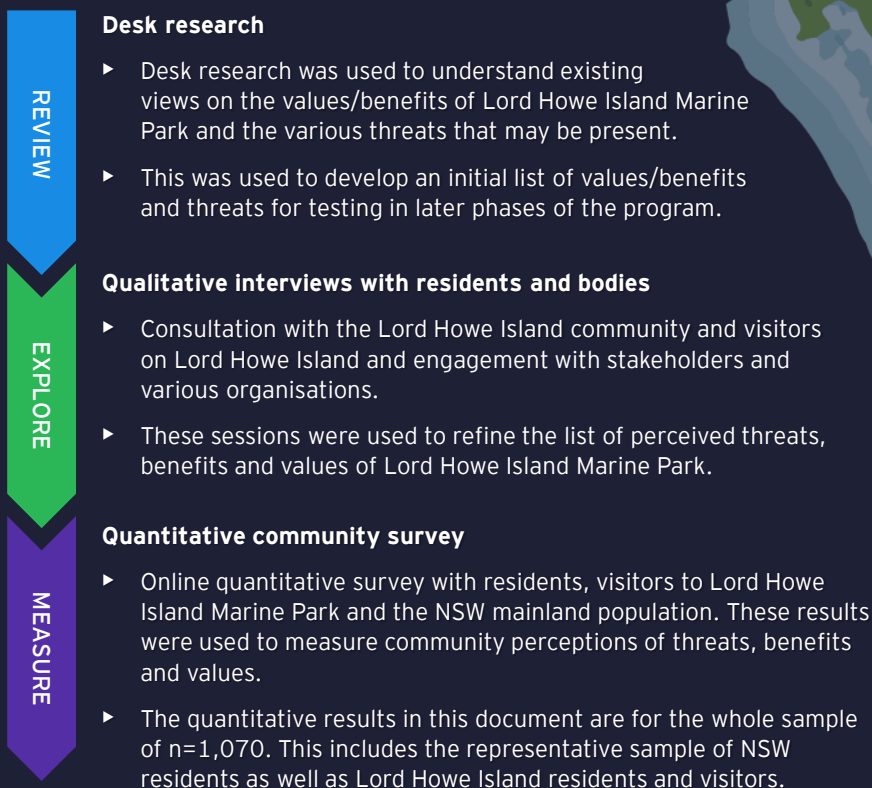 REVIEW
Desk research
▶ Desk research was used to understand existing
views on the values/benefits of Lord Howe Island Marine
Park and the various threats that may be present.
▶ This was used to develop an initial list of values/benefits
and threats for testing in later phases of the program.
EXPLORE
Qualitative interviews with residents and bodies
▶ Consultation with the Lord Howe Island community and visitors
on Lord Howe Island and engagement with stakeholders and
various organisations.
▶ These sessions were used to refine the list of perceived threats,
benefits and values of Lord Howe Island Marine Park.
MEASURE
Quantitative community survey
▶ Online quantitative survey with residents, visitors to Lord Howe
Island Marine Park and the NSW mainland population. These results
were used to measure community perceptions of threats, benefits
and values.
▶ The quantitative results in this document are for the whole sample
of n=1,070. This includes the representative sample of NSW
residents as well as Lord Howe Island residents and visitors.